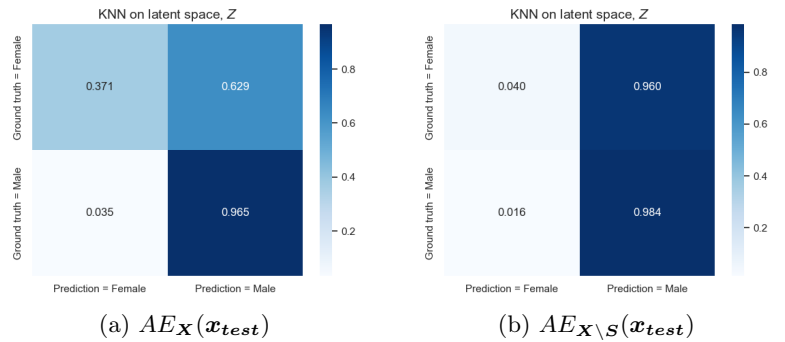 KNN on latent space, Z
Ground truth = Female
Ground truth = Male
0.371
0.629
0.035
0.965
Prediction = Female
Prediction = Male
0.8
0.6
0.4
0.2
(a) AE_X(x_test)
KNN on latent space, Z
Ground truth = Female
Ground truth = Male
0.040
0.960
0.016
0.984
Prediction = Female
Prediction = Male
0.8
0.6
0.4
0.2
(b) AE_{X\S}(x_test)